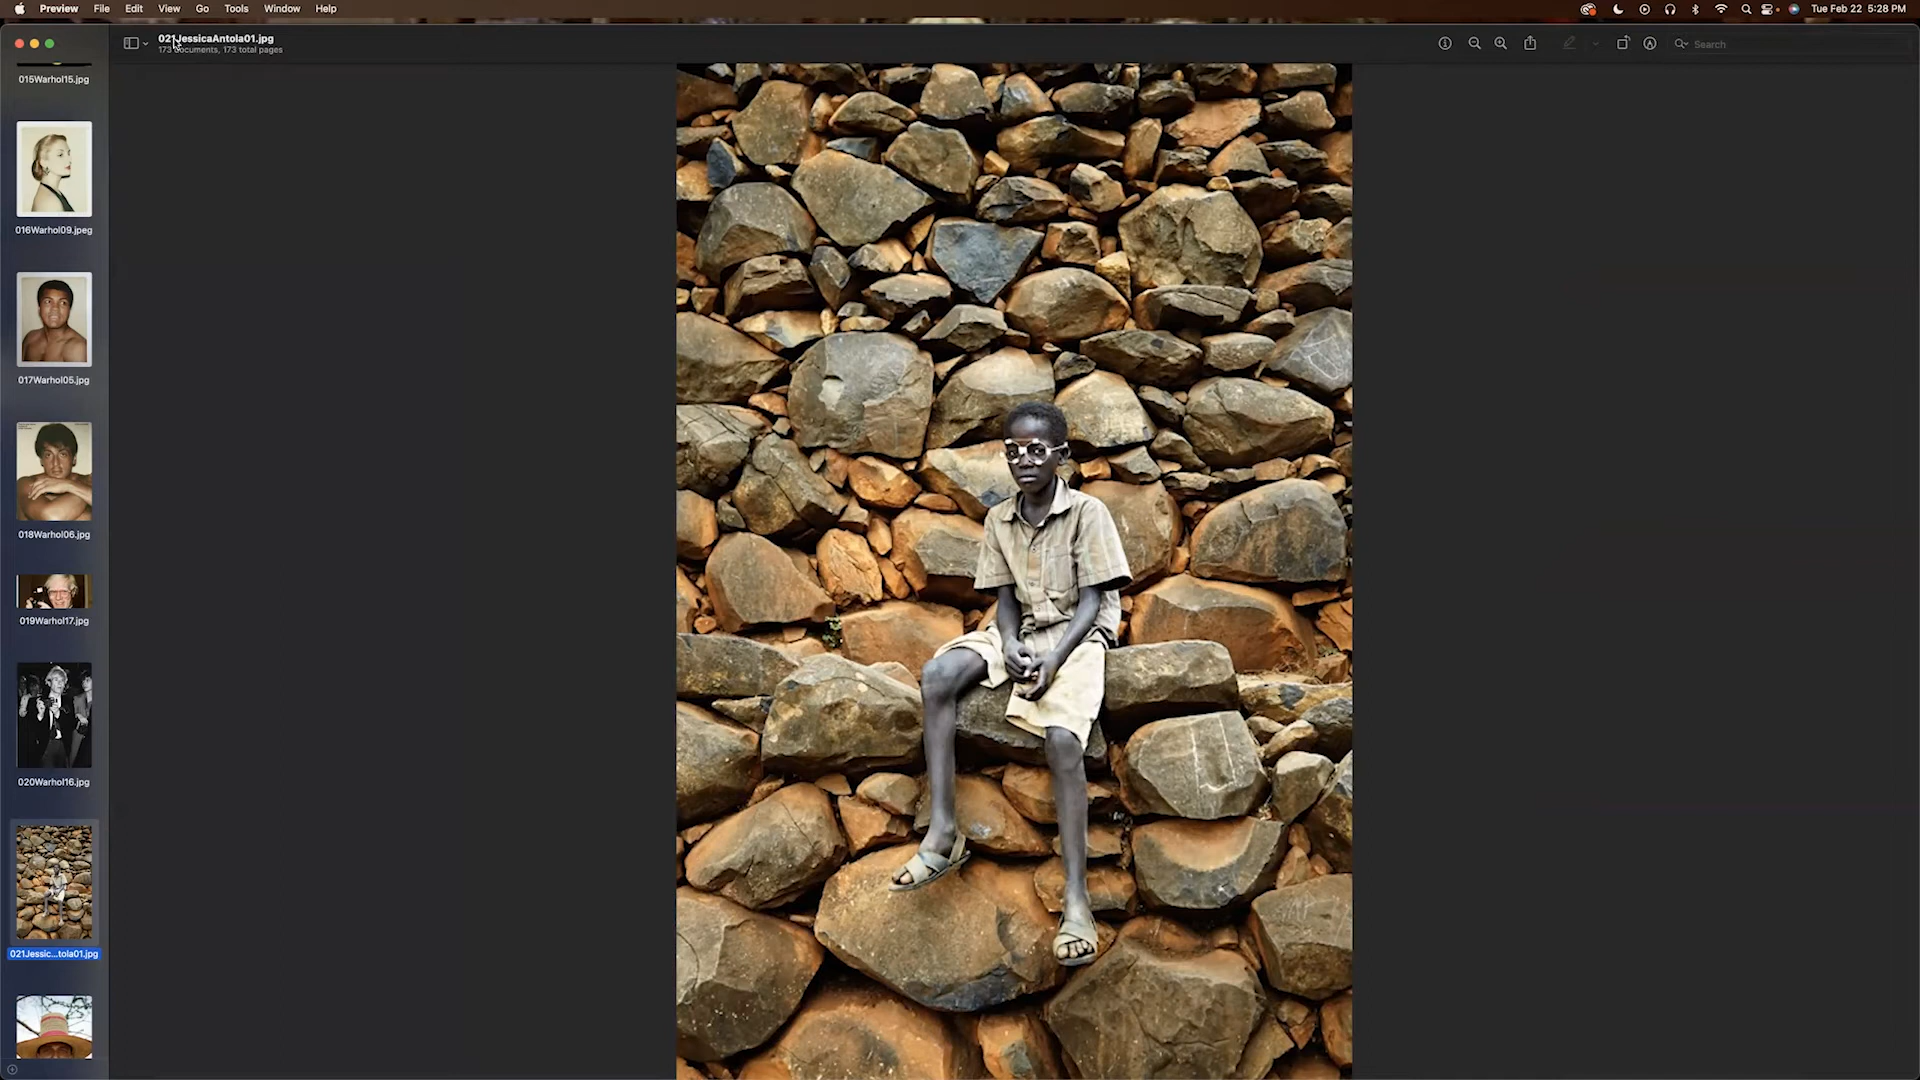 Preview File Edit View Go Tools Window Help Tue Feb 22 5:28 PM
021JessicaAntola01.jpg
173 documents, 173 total pages
Search
015Warhol15.jpg
016Warhol09.jpeg
017Warhol05.jpg
018Warhol06.jpg
019Warhol17.jpg
020Warhol16.jpg
021Jessic...tola01.jpg